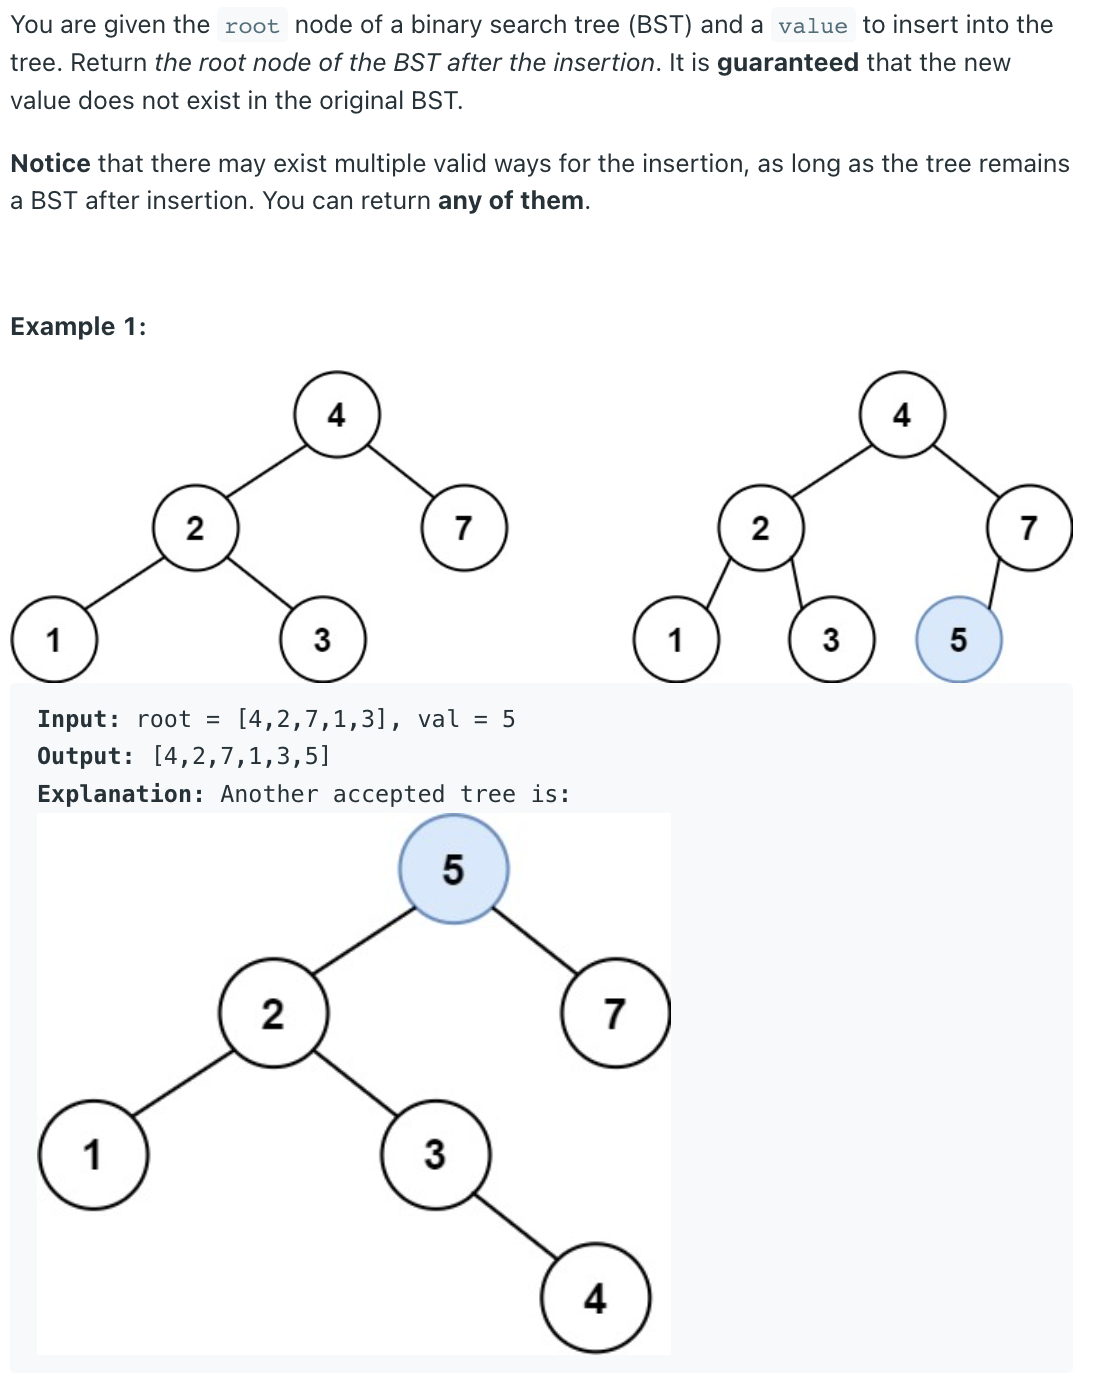 You are given the root node of a binary search tree (BST) and a value to insert into the
tree. Return the root node of the BST after the insertion. It is guaranteed that the new
value does not exist in the original BST.
Notice that there may exist multiple valid ways for the insertion, as long as the tree remains
a BST after insertion. You can return any of them.
Example 1:
4 4
2 7 2 7
1 3 1 3 5
Input: root = [4,2,7,1,3], val = 5
Output: [4,2,7,1,3,5]
Explanation: Another accepted tree is:
5
2 7
1 3
4